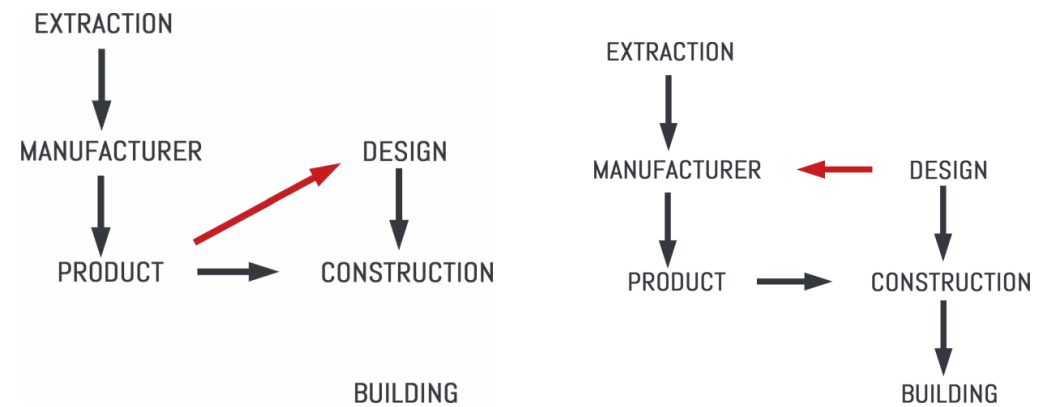 EXTRACTION
MANUFACTURER
DESIGN
PRODUCT
CONSTRUCTION
BUILDING
EXTRACTION
MANUFACTURER
DESIGN
PRODUCT
CONSTRUCTION
BUILDING